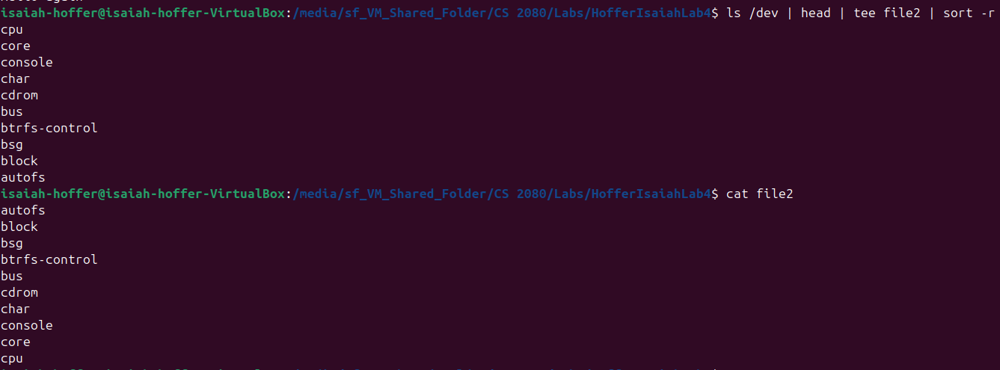 isaiah-hoffer@isaiah-hoffer-VirtualBox:/media/sf_VM_Shared_Folder/CS 2080/Labs/HofferIsaiahLab4$ ls /dev | head | tee file2 | sort -r
cpu
core
console
char
cdrom
bus
btrfs-control
bsg
block
autofs
isaiah-hoffer@isaiah-hoffer-VirtualBox:/media/sf_VM_Shared_Folder/CS 2080/Labs/HofferIsaiahLab4$ cat file2
autofs
block
bsg
btrfs-control
bus
cdrom
char
console
core
cpu